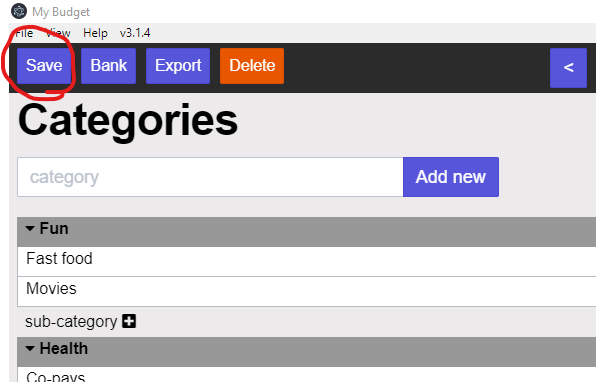 My Budget
File View Help v3.1.4
Save Bank Export Delete <
Categories
category Add new
Fun
Fast food
Movies
sub-category
Health
Co-pays